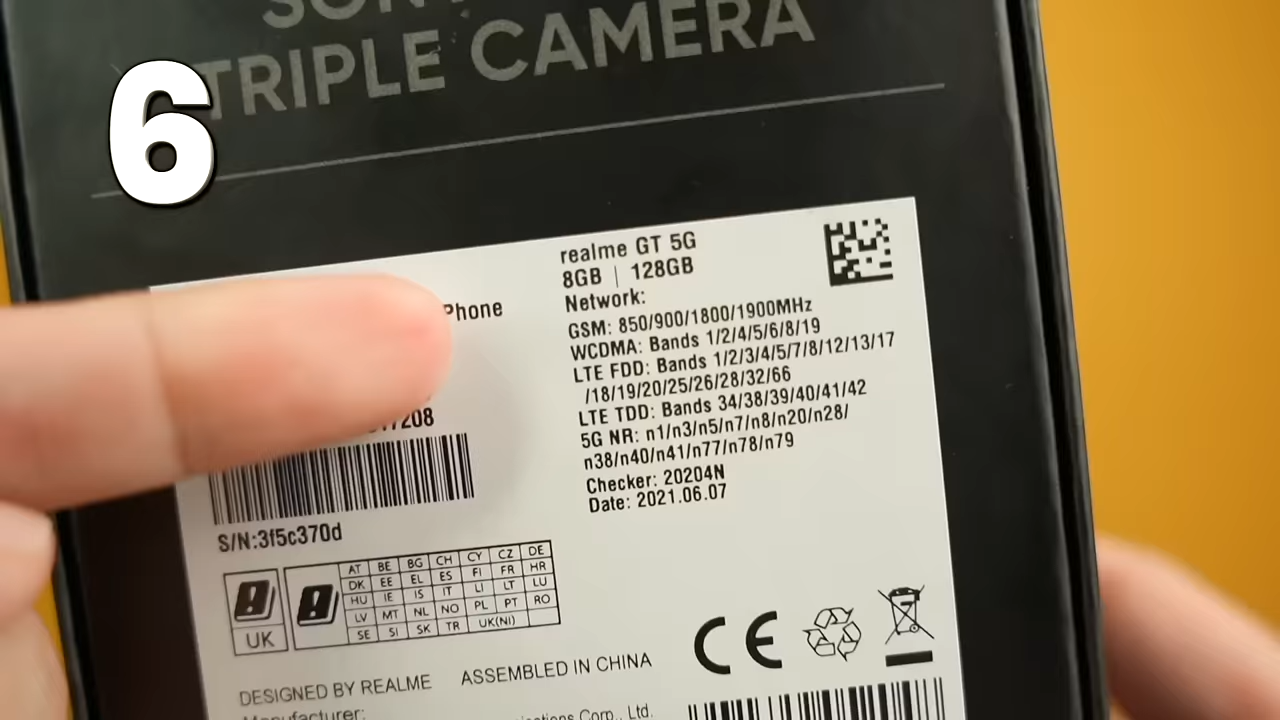 TRIPLE CAMERA
6
realme GT 5G
8GB | 128GB
Network:
GSM: 850/900/1800/1900MHz
WCDMA: Bands 1/2/4/5/6/8/19
LTE FDD: Bands 1/2/3/4/5/7/8/12/13/17
/18/19/20/25/26/28/32/66
LTE TDD: Bands 34/38/39/40/41/42
5G NR: n1/n3/n5/n7/n8/n20/n28/
n38/n40/n41/n77/n78/n79
Checker: 20204N
Date: 2021.06.07
Phone
S/N:3f5c370d
UK
AT BE BG CH CY CZ DE
DK EE EL ES FI FR HR
HU IE IS IT LI LT LU
LV MT NL NO PL PT RO
SE SI SK TR UK(NI)
CE
DESIGNED BY REALME ASSEMBLED IN CHINA
Manufacturer:
Corp., Ltd.